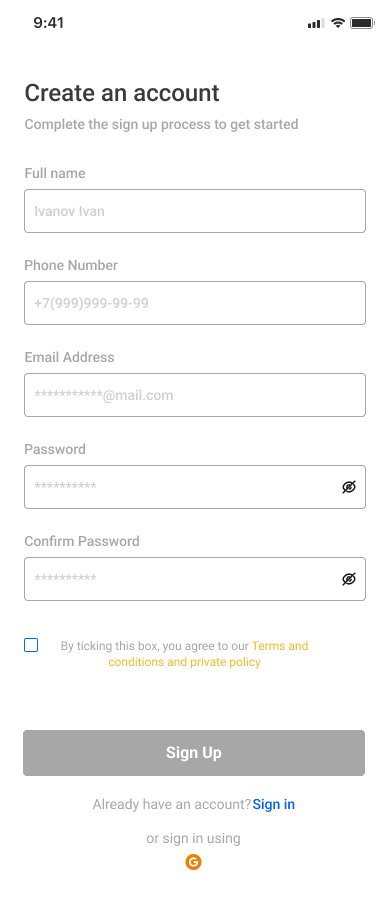 9:41
Create an account
Complete the sign up process to get started
Full name
Ivanov Ivan
Phone Number
+7(999)999-99-99
Email Address
***********@mail.com
Password
**********
Confirm Password
**********
By ticking this box, you agree to our Terms and
conditions and private policy
Sign Up
Already have an account?Sign in
or sign in using
G